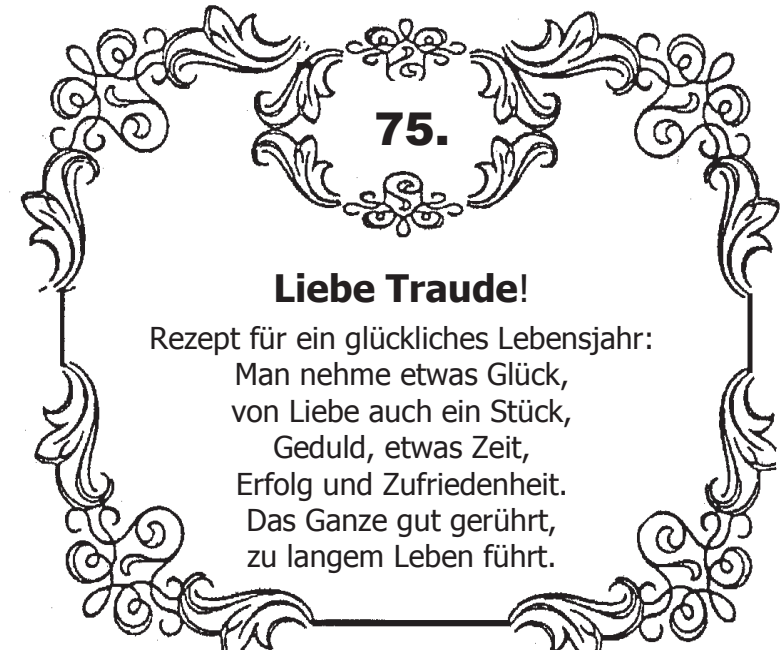 75.
Liebe Traude!
Rezept für ein glückliches Lebensjahr:
Man nehme etwas Glück,
von Liebe auch ein Stück,
Geduld, etwas Zeit,
Erfolg und Zufriedenheit.
Das Ganze gut gerührt,
zu langem Leben führt.